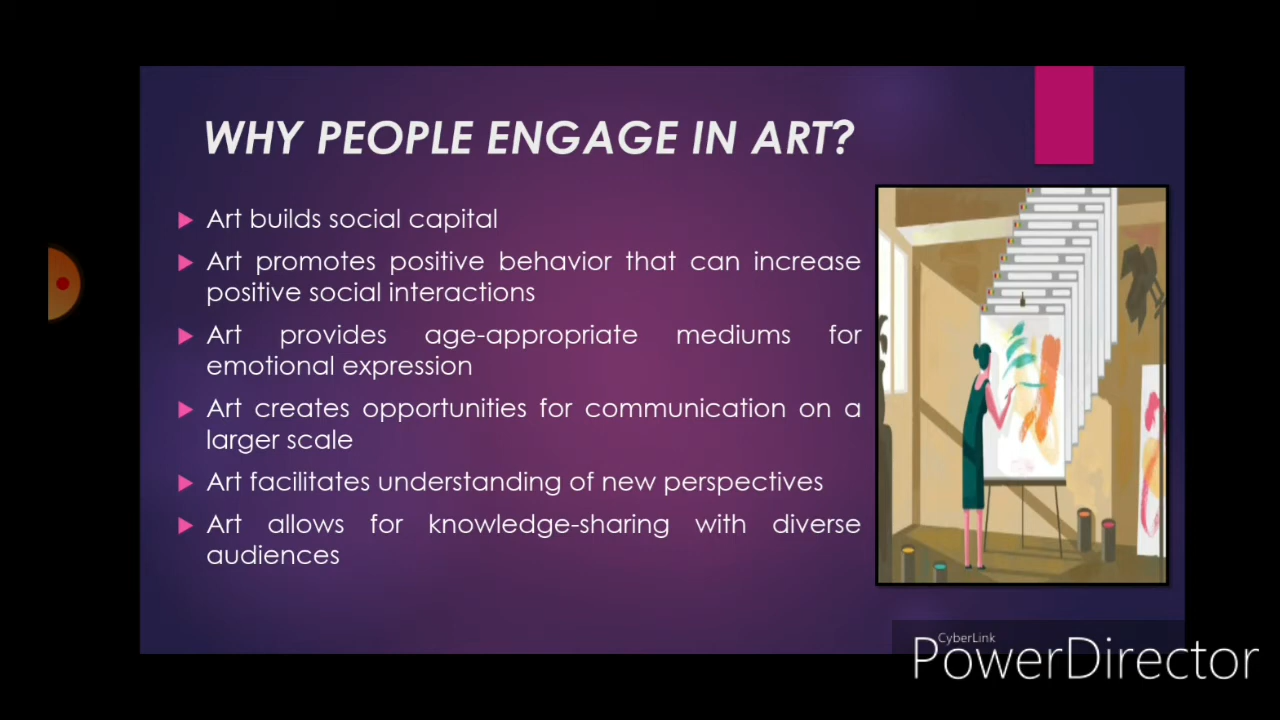 WHY PEOPLE ENGAGE IN ART?
Art builds social capital
Art promotes positive behavior that can increase
positive social interactions
Art provides age-appropriate mediums for
emotional expression
Art creates opportunities for communication on a
larger scale
Art facilitates understanding of new perspectives
Art allows for knowledge-sharing with diverse
audiences
CyberLink
PowerDirector